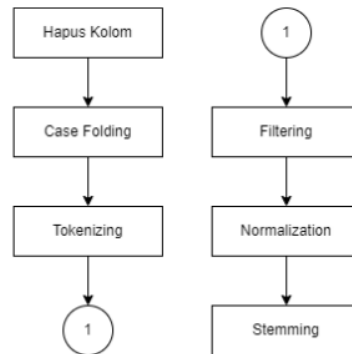 Hapus Kolom
Case Folding
Tokenizing
1
1
Filtering
Normalization
Stemming